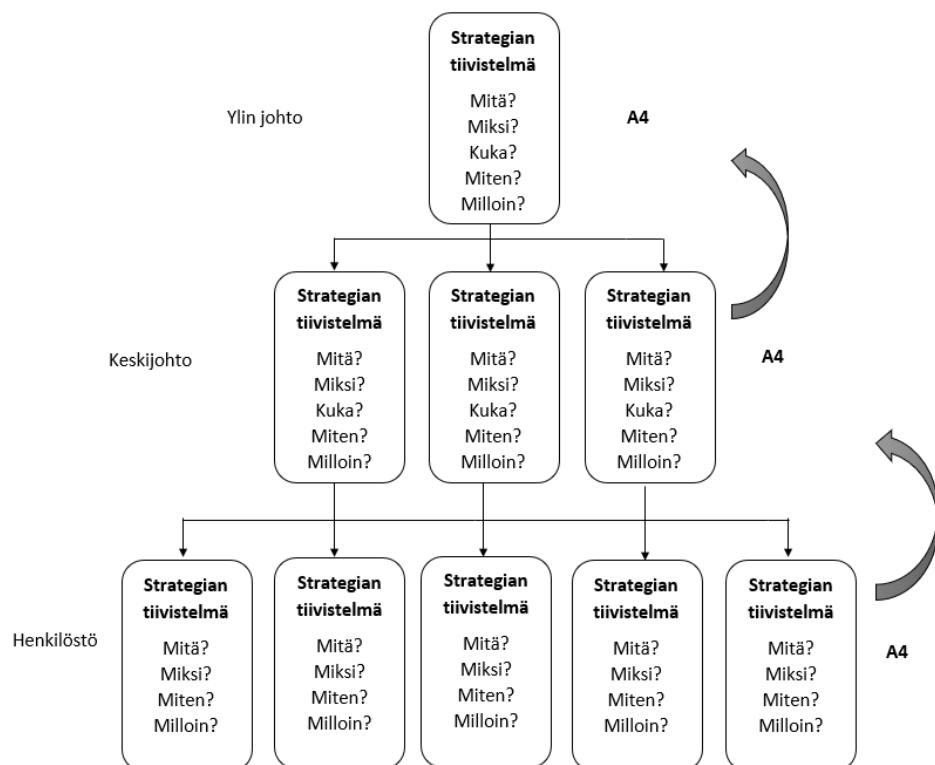 Strategian
tiivistelmä
Mitä?
Miksi?
Kuka?
Miten?
Milloin?
Ylin johto
A4
Strategian
tiivistelmä
Mitä?
Miksi?
Kuka?
Miten?
Milloin?
Strategian
tiivistelmä
Mitä?
Miksi?
Kuka?
Miten?
Milloin?
Strategian
tiivistelmä
Mitä?
Miksi?
Kuka?
Miten?
Milloin?
Keskijohto
A4
Strategian
tiivistelmä
Mitä?
Miksi?
Miten?
Milloin?
Strategian
tiivistelmä
Mitä?
Miksi?
Miten?
Milloin?
Strategian
tiivistelmä
Mitä?
Miksi?
Miten?
Milloin?
Strategian
tiivistelmä
Mitä?
Miksi?
Miten?
Milloin?
Strategian
tiivistelmä
Mitä?
Miksi?
Miten?
Milloin?
Henkilöstö
A4